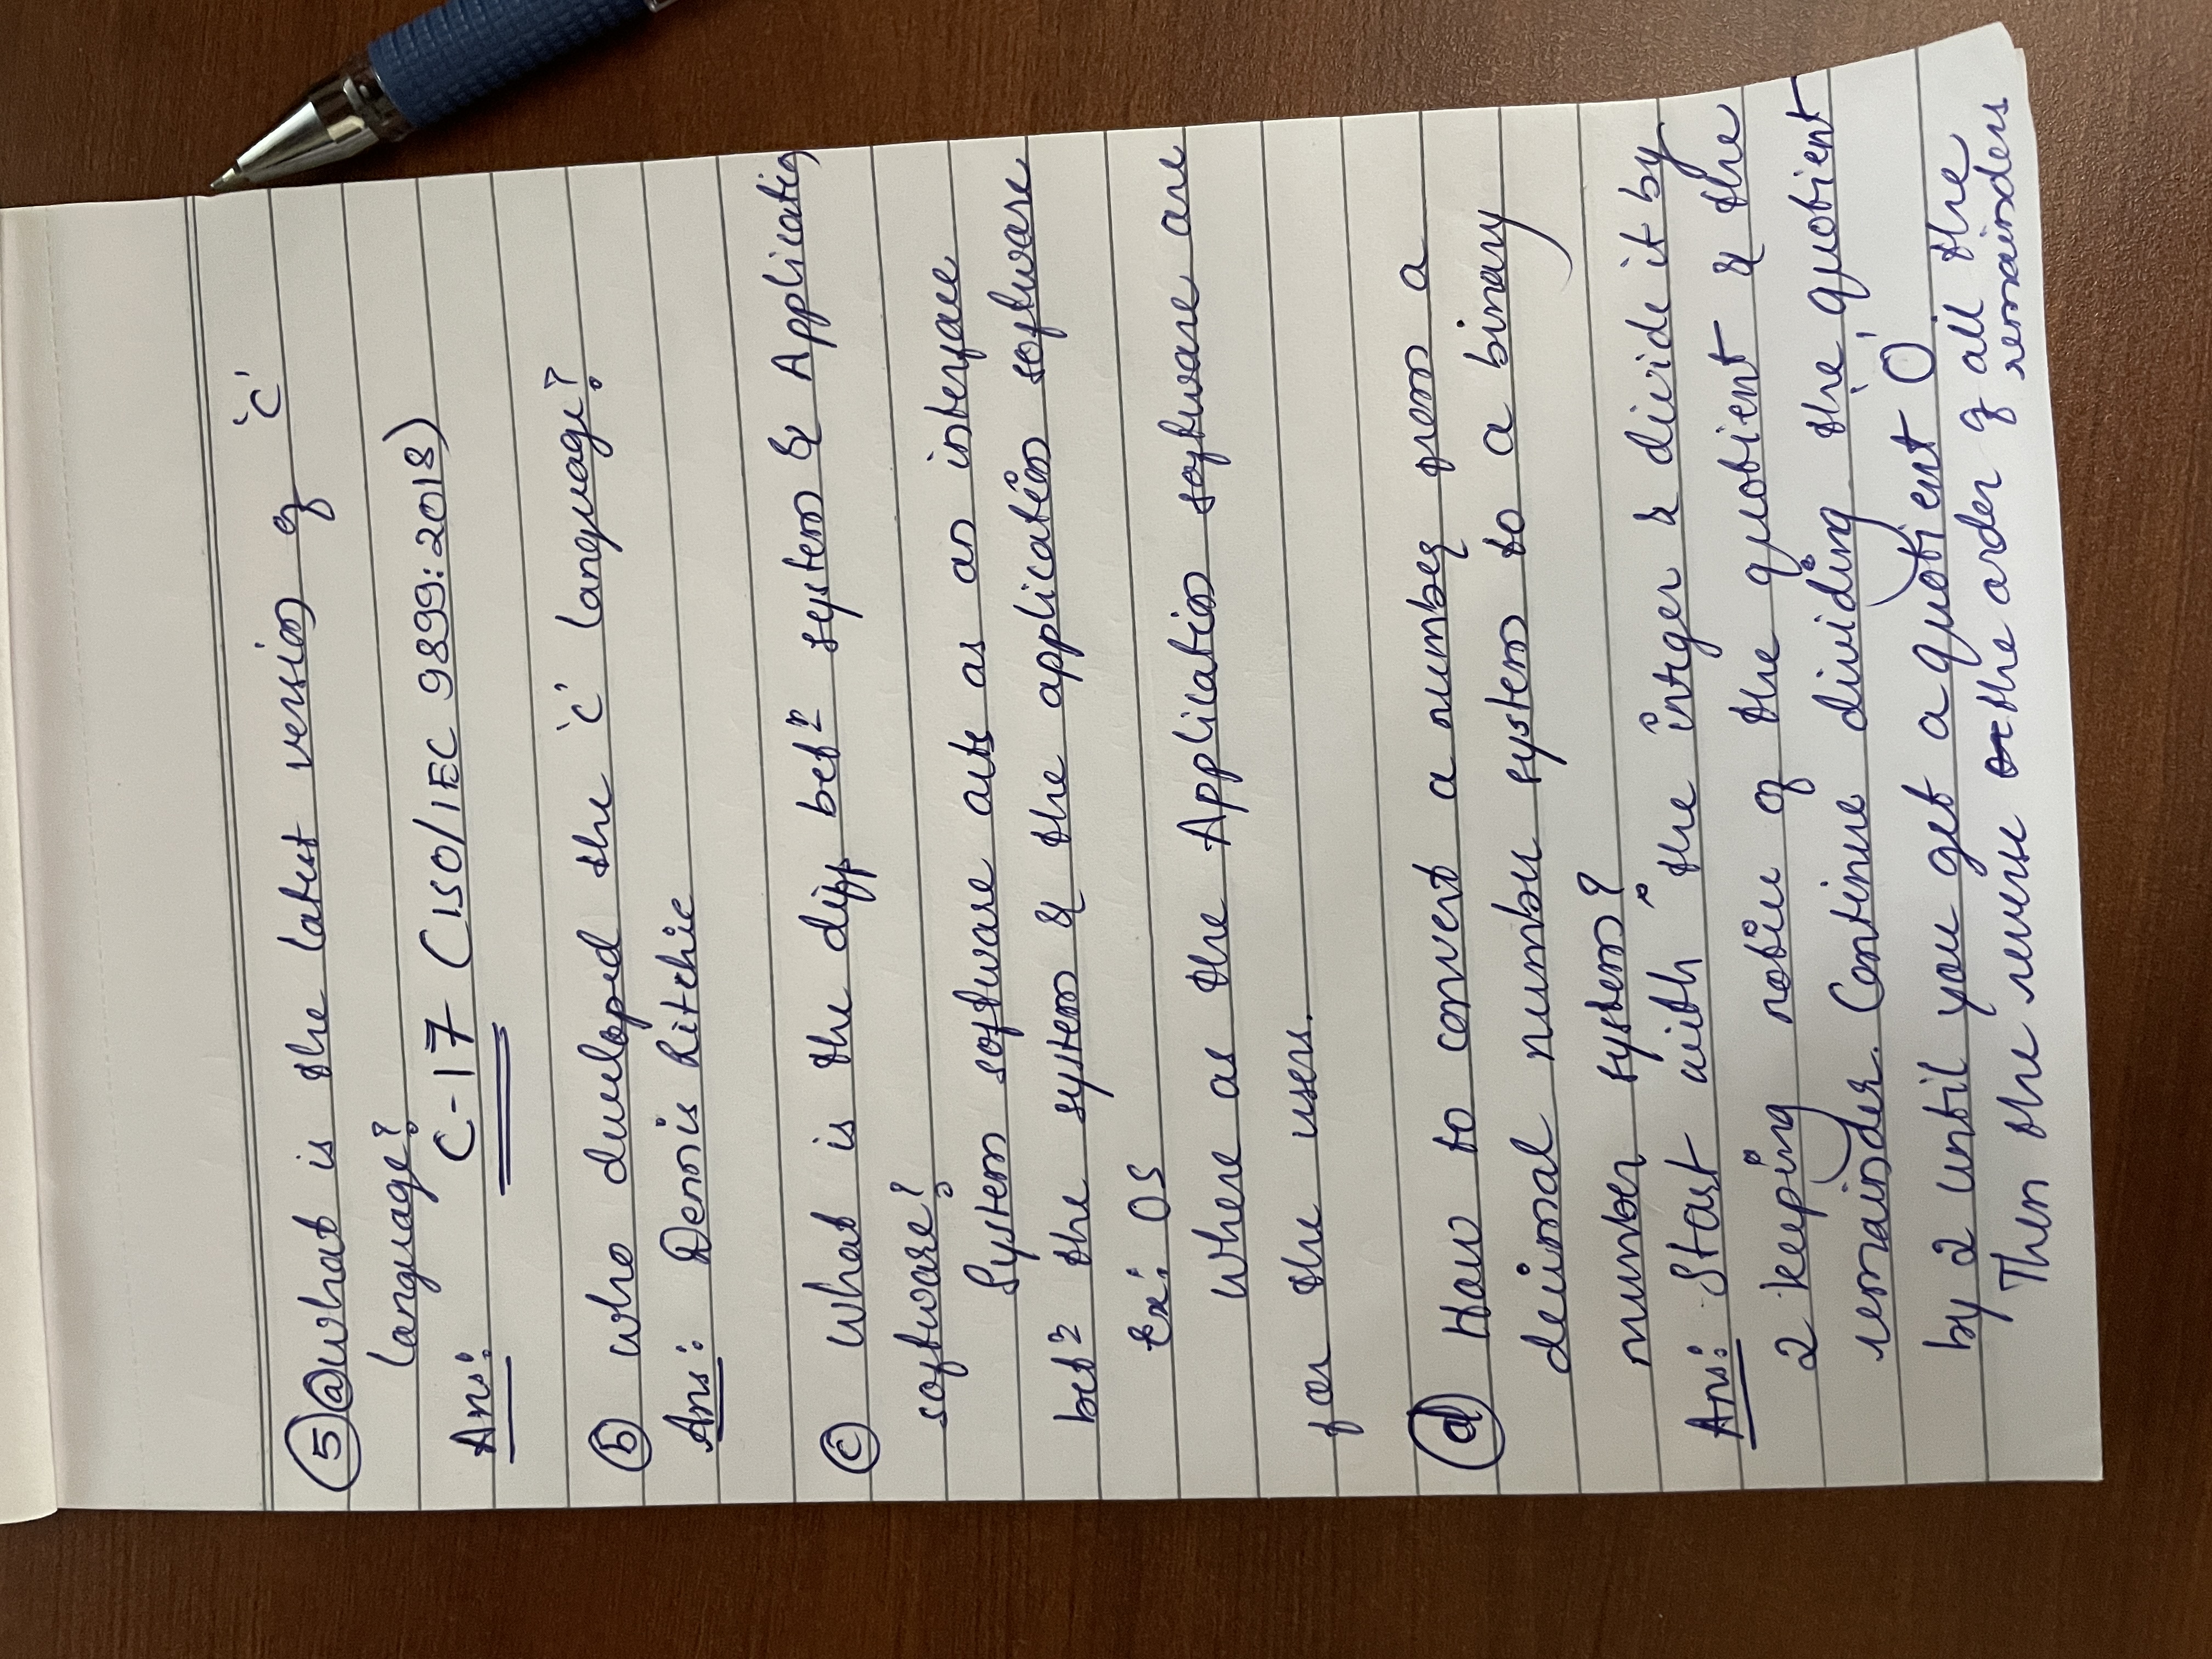 5 a What is the latest version of 'C'
language?
Ans: C-17 (ISO/IEC 9899:2018)
b Who developed the 'C' language?
Ans: Dennis Ritchie
c What is the diff betn system & Application
software?
System software acts as an interface
betn the system & the application software
Ex: OS
Where as the Application software are
for the users.
d How to convert a number from a
decimal number system to a binary
number system?
Ans: Start with the integer & divide it by
2 keeping notice of the quotient & the
remainder. Continue dividing the quotient
by 2 until you get a quotient '0'.
Then the reverse the order of all the
remainders